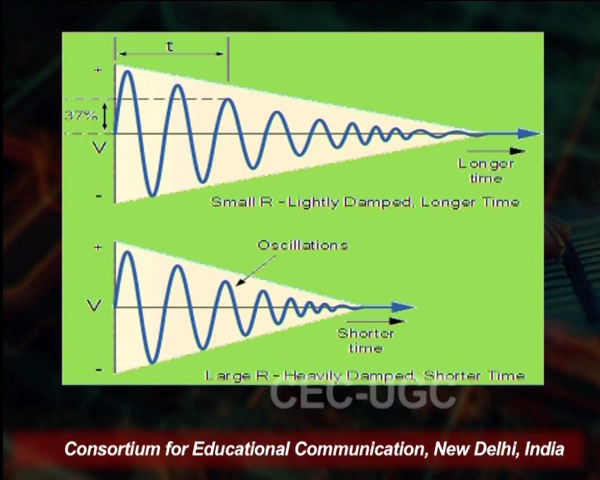 t
+
37%
V
Longer
time
-
Small R - Lightly Damped, Longer Time
+
Oscillations
V
Shorter
time
-
Large R - Heavily Damped, Shorter Time
CEC-UGC
Consortium for Educational Communication, New Delhi, India